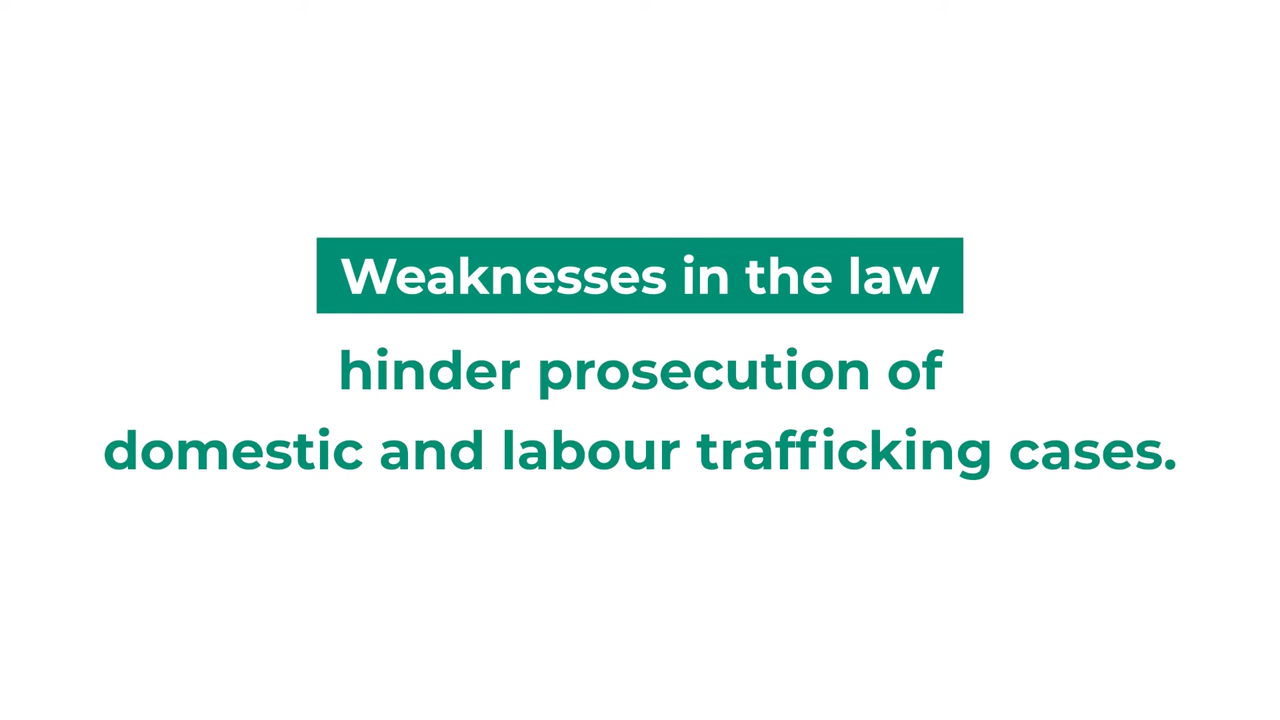 Weaknesses in the law
hinder prosecution of
domestic and labour trafficking cases.